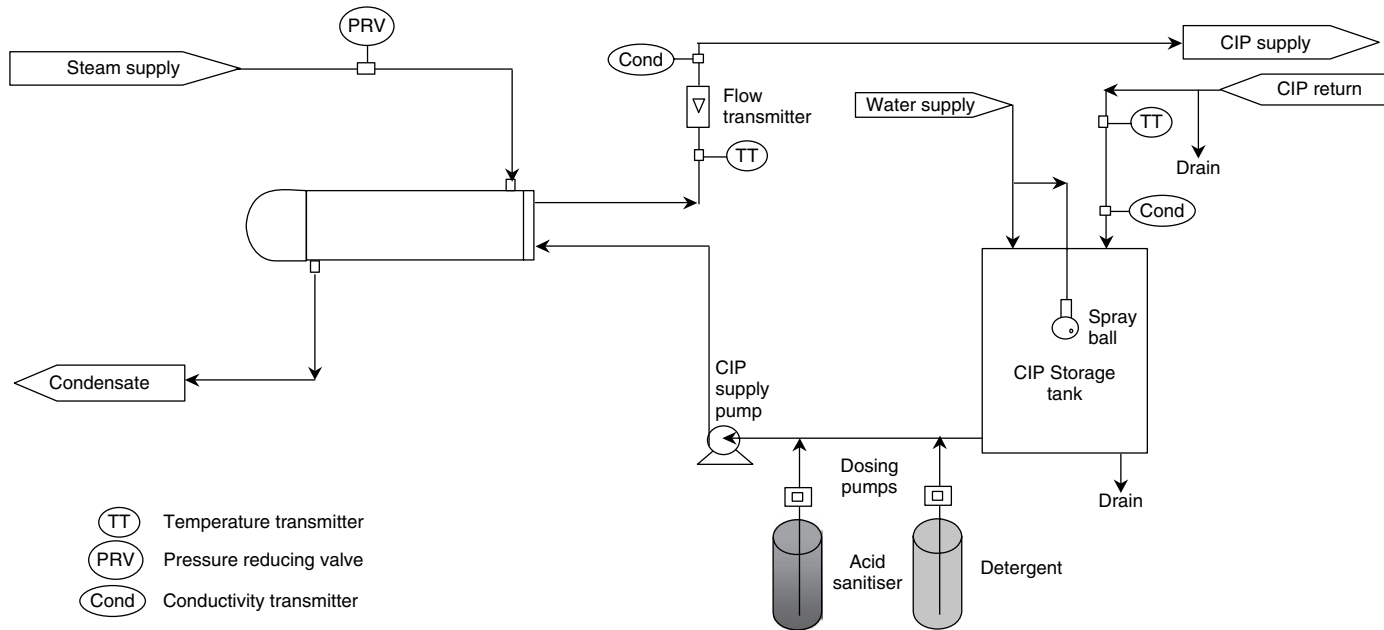 PRV
Steam supply
Cond
CIP supply
Flow
transmitter
Water supply
CIP return
TT
TT
Drain
Cond
Spray
ball
CIP Storage
tank
Condensate
CIP
supply
pump
Dosing
pumps
Drain
Acid
sanitiser
Detergent
TT Temperature transmitter
PRV Pressure reducing valve
Cond Conductivity transmitter